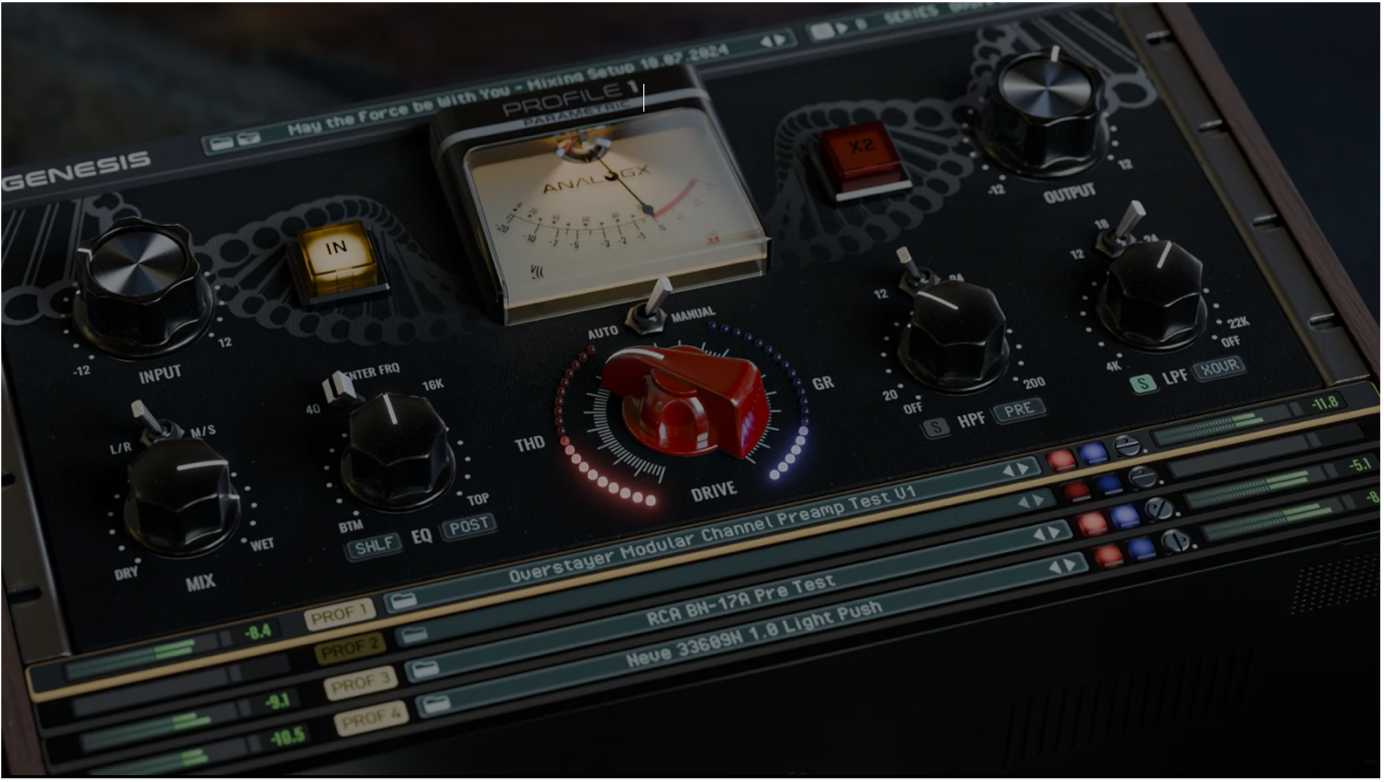 May the Force be With You - Mixing Setup 10.07.2024
GENESIS
PROFILE 1
PARAMETRIC
ANALOGX
IN
X2
-12
12
INPUT
-12
12
OUTPUT
AUTO
MANUAL
THD
GR
DRIVE
L/R
M/S
DRY
WET
MIX
CENTER FRQ
40
16K
BTM
TOP
SHLF
EQ
POST
12
24
20
OFF
200
S
HPF
PRE
12
18
24
4K
22K
OFF
S
LPF
-8.4
PROF 1
Overstayer Modular Channel Preamp Test V1
-11.8
PROF 2
-9.1
PROF 3
RCA BN-17A Pre Test
-5.1
-10.5
PROF 4
Neve 33609N 1.0 Light Push